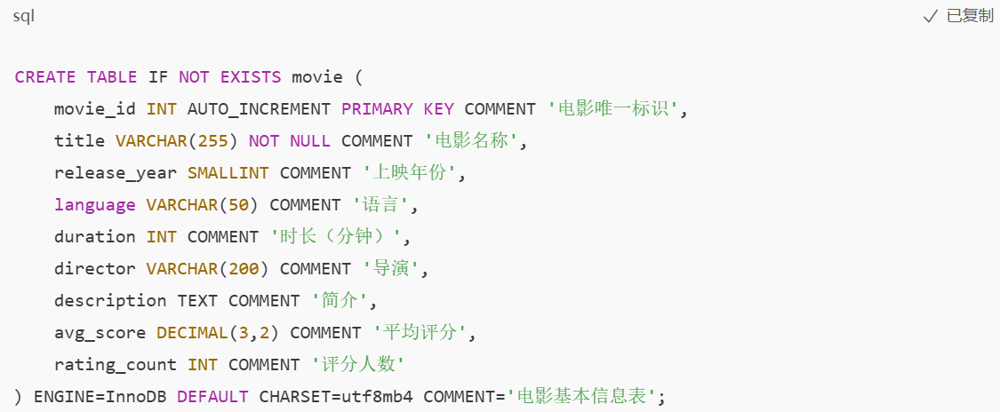 sql
已复制
CREATE TABLE IF NOT EXISTS movie (
    movie_id INT AUTO_INCREMENT PRIMARY KEY COMMENT '电影唯一标识',
    title VARCHAR(255) NOT NULL COMMENT '电影名称',
    release_year SMALLINT COMMENT '上映年份',
    language VARCHAR(50) COMMENT '语言',
    duration INT COMMENT '时长（分钟）',
    director VARCHAR(200) COMMENT '导演',
    description TEXT COMMENT '简介',
    avg_score DECIMAL(3,2) COMMENT '平均评分',
    rating_count INT COMMENT '评分人数'
) ENGINE=InnoDB DEFAULT CHARSET=utf8mb4 COMMENT='电影基本信息表';